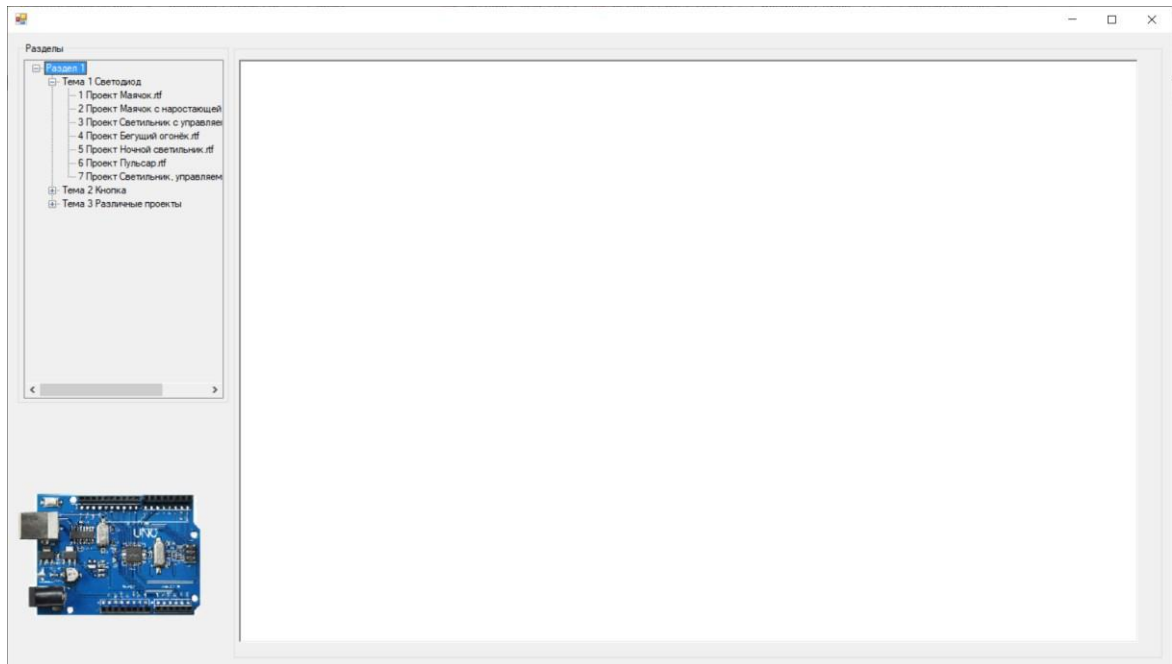 Разделы
Раздел 1
Тема 1 Светодиод
1 Проект Маячок.rtf
2 Проект Маячок с наростающей
3 Проект Светильник с управляе
4 Проект Бегущий огонёк.rtf
5 Проект Ночной светильник.rtf
6 Проект Пульсар.rtf
7 Проект Светильник, управляем
Тема 2 Кнопка
Тема 3 Различные проекты
UNO